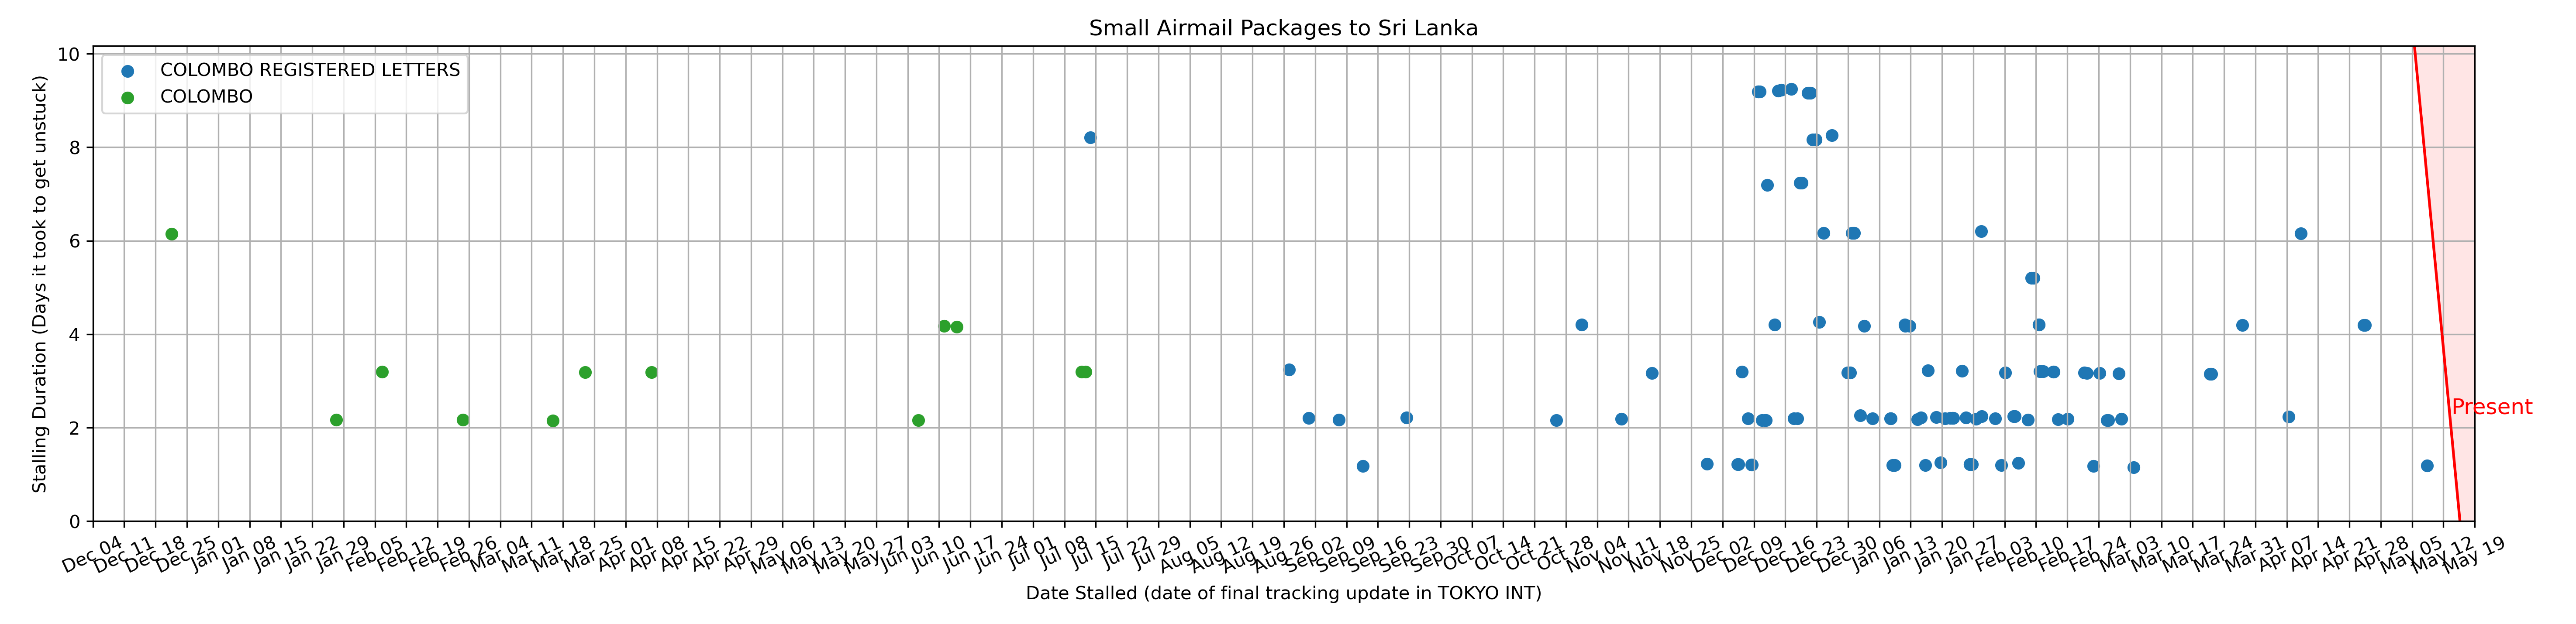 Small Airmail Packages to Sri Lanka
COLOMBO REGISTERED LETTERS
COLOMBO
Stalling Duration (Days it took to get unstuck)
10
8
6
4
2
0
Present
Dec 04
Dec 11
Dec 18
Dec 25
Jan 01
Jan 08
Jan 15
Jan 22
Jan 29
Feb 05
Feb 12
Feb 19
Feb 26
Mar 04
Mar 11
Mar 18
Mar 25
Apr 01
Apr 08
Apr 15
Apr 22
Apr 29
May 06
May 13
May 20
May 27
Jun 03
Jun 10
Jun 17
Jun 24
Jul 01
Jul 08
Jul 15
Jul 22
Jul 29
Aug 05
Aug 12
Aug 19
Aug 26
Sep 02
Sep 09
Sep 16
Sep 23
Sep 30
Oct 07
Oct 14
Oct 21
Oct 28
Nov 04
Nov 11
Nov 18
Nov 25
Dec 02
Dec 09
Dec 16
Dec 23
Dec 30
Jan 06
Jan 13
Jan 20
Jan 27
Feb 03
Feb 10
Feb 17
Feb 24
Mar 03
Mar 10
Mar 17
Mar 24
Mar 31
Apr 07
Apr 14
Apr 21
Apr 28
May 05
May 12
May 19
Date Stalled (date of final tracking update in TOKYO INT)